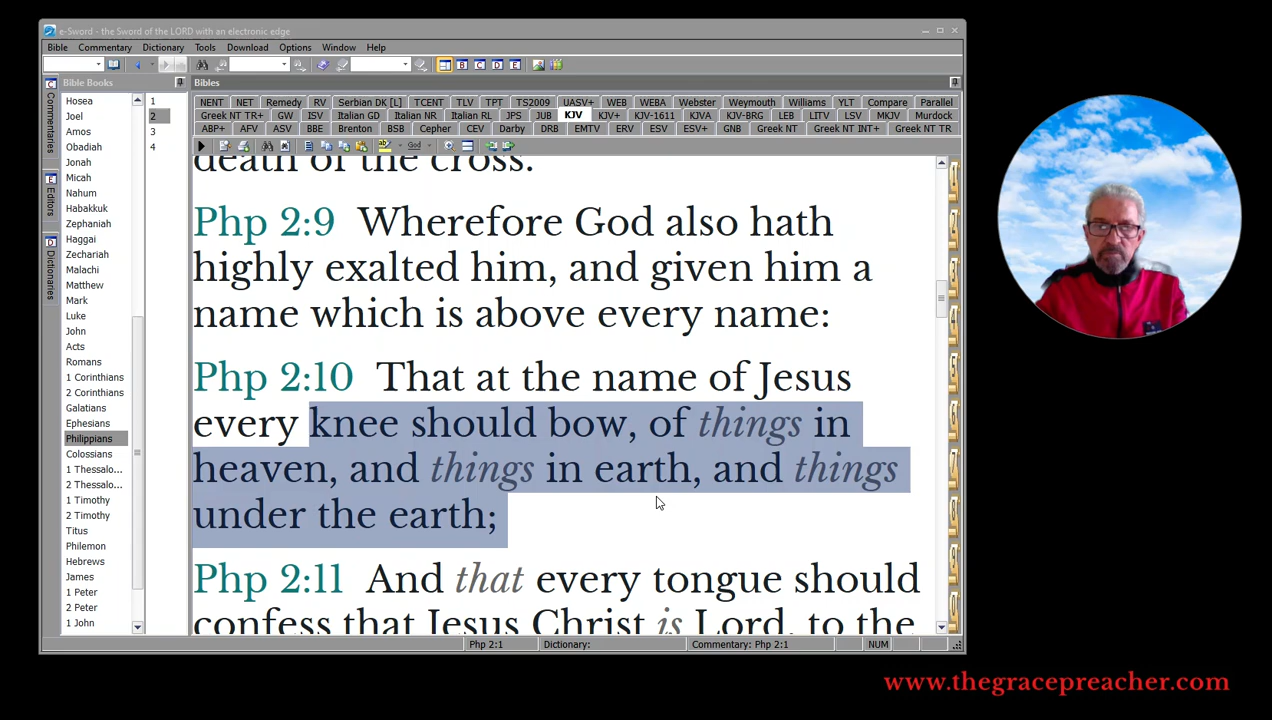 e-Sword - the Sword of the LORD with an electronic edge
Bible Commentary Dictionary Tools Download Options Window Help
Bible Books
Bibles
Commentaries
Editors
Dictionaries
Hosea
Joel
Amos
Obadiah
Jonah
Micah
Nahum
Habakkuk
Zephaniah
Haggai
Zechariah
Malachi
Matthew
Mark
Luke
John
Acts
Romans
1 Corinthians
2 Corinthians
Galatians
Ephesians
Philippians
Colossians
1 Thessalo...
2 Thessalo...
1 Timothy
2 Timothy
Titus
Philemon
Hebrews
James
1 Peter
2 Peter
1 John
1
2
3
4
NENT NET Remedy RV Serbian DK [L] TCENT TLV TPT TS2009 UASV+ WEB WEBA Webster Weymouth Williams YLT Compare Parallel
Greek NT TR+ GW ISV Italian GD Italian NR Italian RL JPS JUB KJV KJV+ KJV-1611 KJVA KJV-BRG LEB LITV LSV MKJV Murdock
ABP+ AFV ASV BBE Brenton BSB Cepher CEV Darby DRB EMTV ERV ESV ESV+ GNB Greek NT Greek NT INT+ Greek NT TR
death of the cross.
Php 2:9 Wherefore God also hath
highly exalted him, and given him a
name which is above every name:
Php 2:10 That at the name of Jesus
every knee should bow, of things in
heaven, and things in earth, and things
under the earth;
Php 2:11 And that every tongue should
confess that Jesus Christ is Lord, to the
Php 2:1 Dictionary: Commentary: Php 2:1 NUM
www.thegracepreacher.com